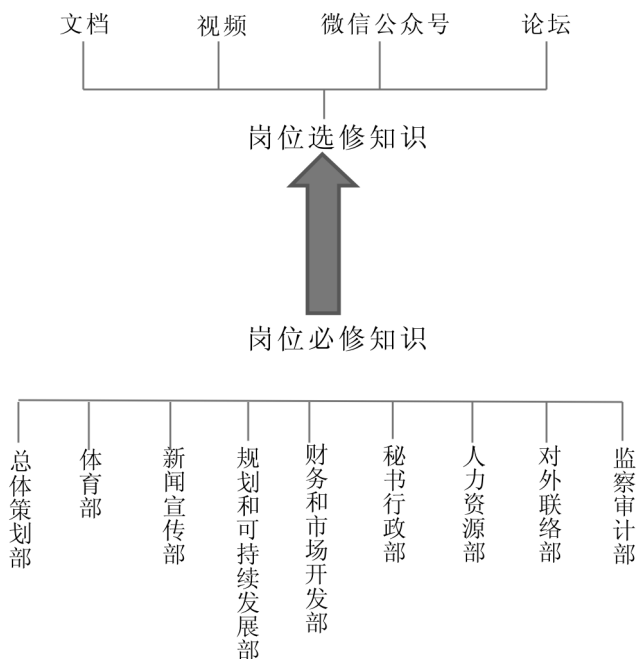 文档
视频
微信公众号
论坛
岗位选修知识
岗位必修知识
总体策划部
体育部
新闻宣传部
规划和可持续发展部
财务和市场开发部
秘书行政部
人力资源部
对外联络部
监察审计部